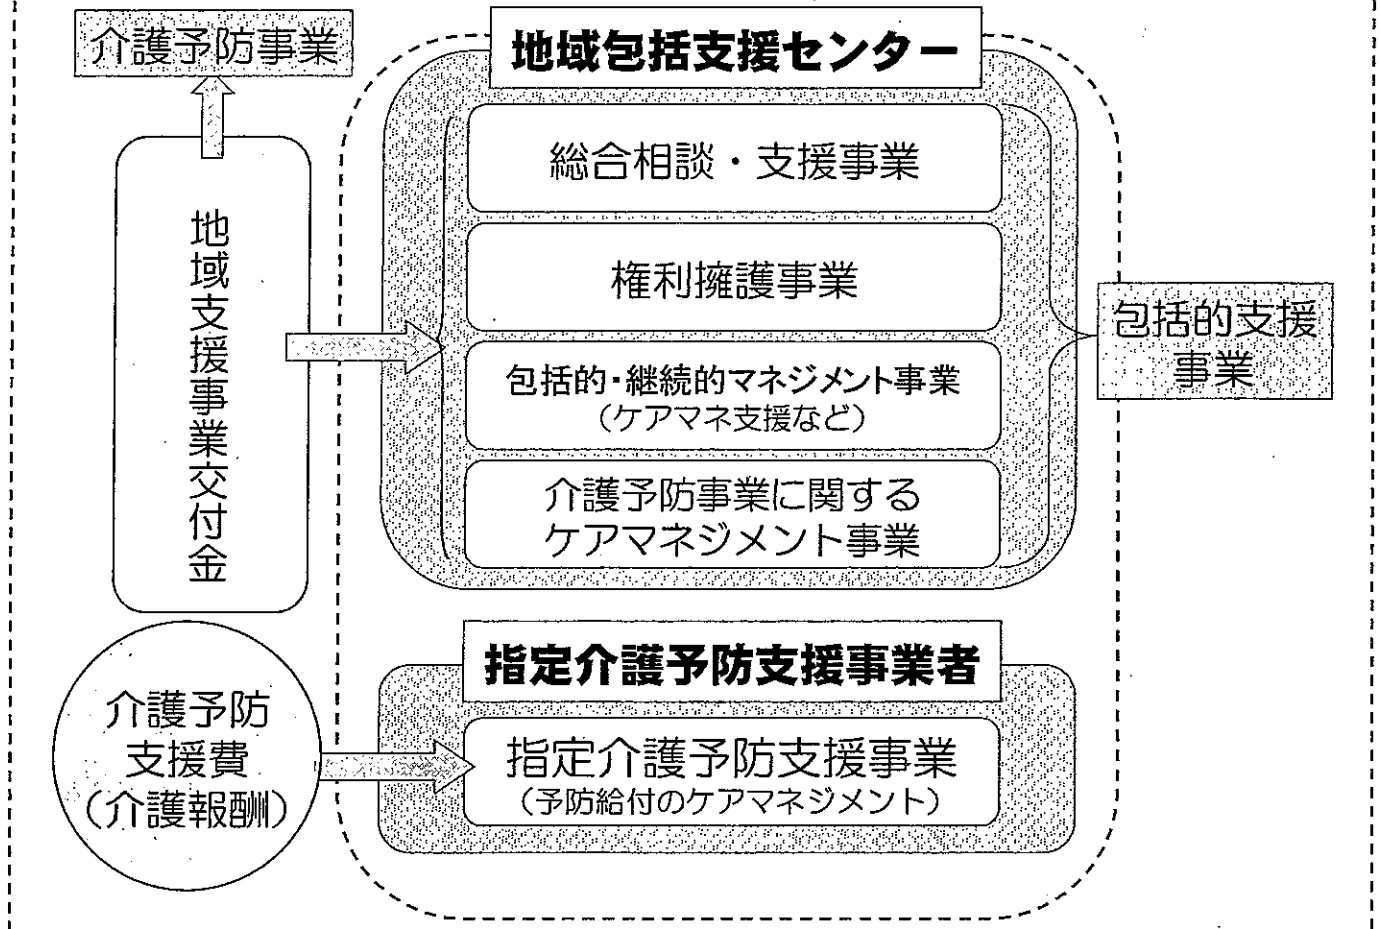 介護予防事業
地域包括支援センター
総合相談・支援事業
権利擁護事業
包括的・継続的マネジメント事業
（ケアマネ支援など）
介護予防事業に関する
ケアマネジメント事業
地域支援事業交付金
包括的支援
事業
指定介護予防支援事業者
指定介護予防支援事業
（予防給付のケアマネジメント）
介護予防
支援費
（介護報酬）